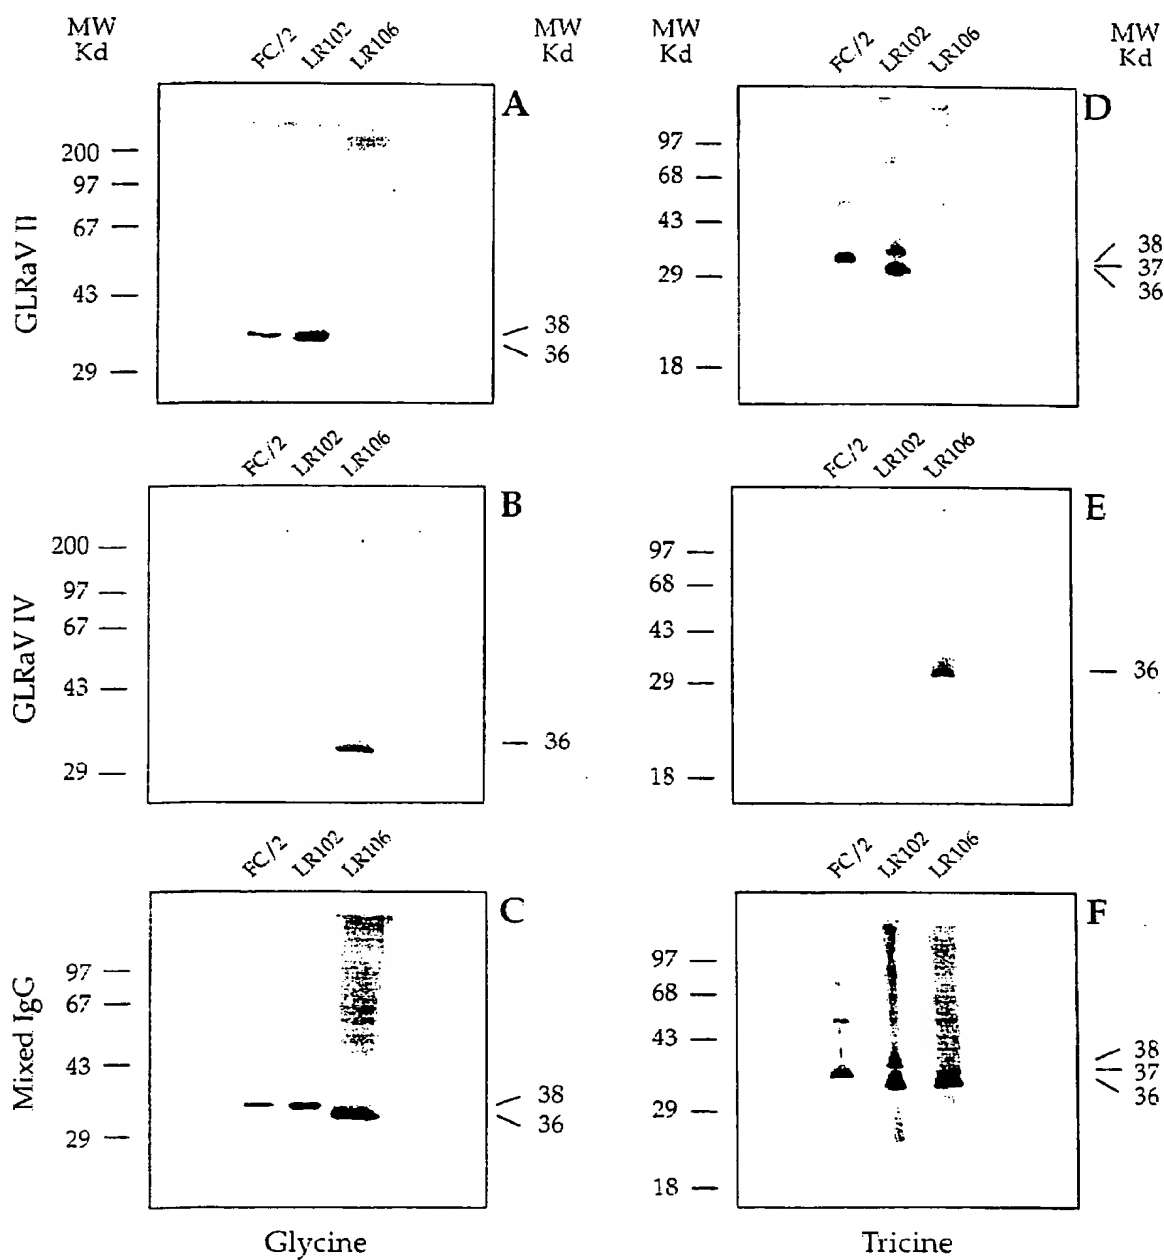 MW
Kd
FC/2 LR102 LR106
MW
Kd
A
200
97
67
43
29
GLRaV II
38
36
MW
Kd
FC/2 LR102 LR106
MW
Kd
D
97
68
43
29
18
38
37
36
FC/2 LR102 LR106
B
200
97
67
43
29
GLRaV IV
36
FC/2 LR102 LR106
E
97
68
43
29
18
36
FC/2 LR102 LR106
C
97
67
43
29
Mixed IgG
38
36
Glycine
FC/2 LR102 LR106
F
97
68
43
29
18
38
37
36
Tricine